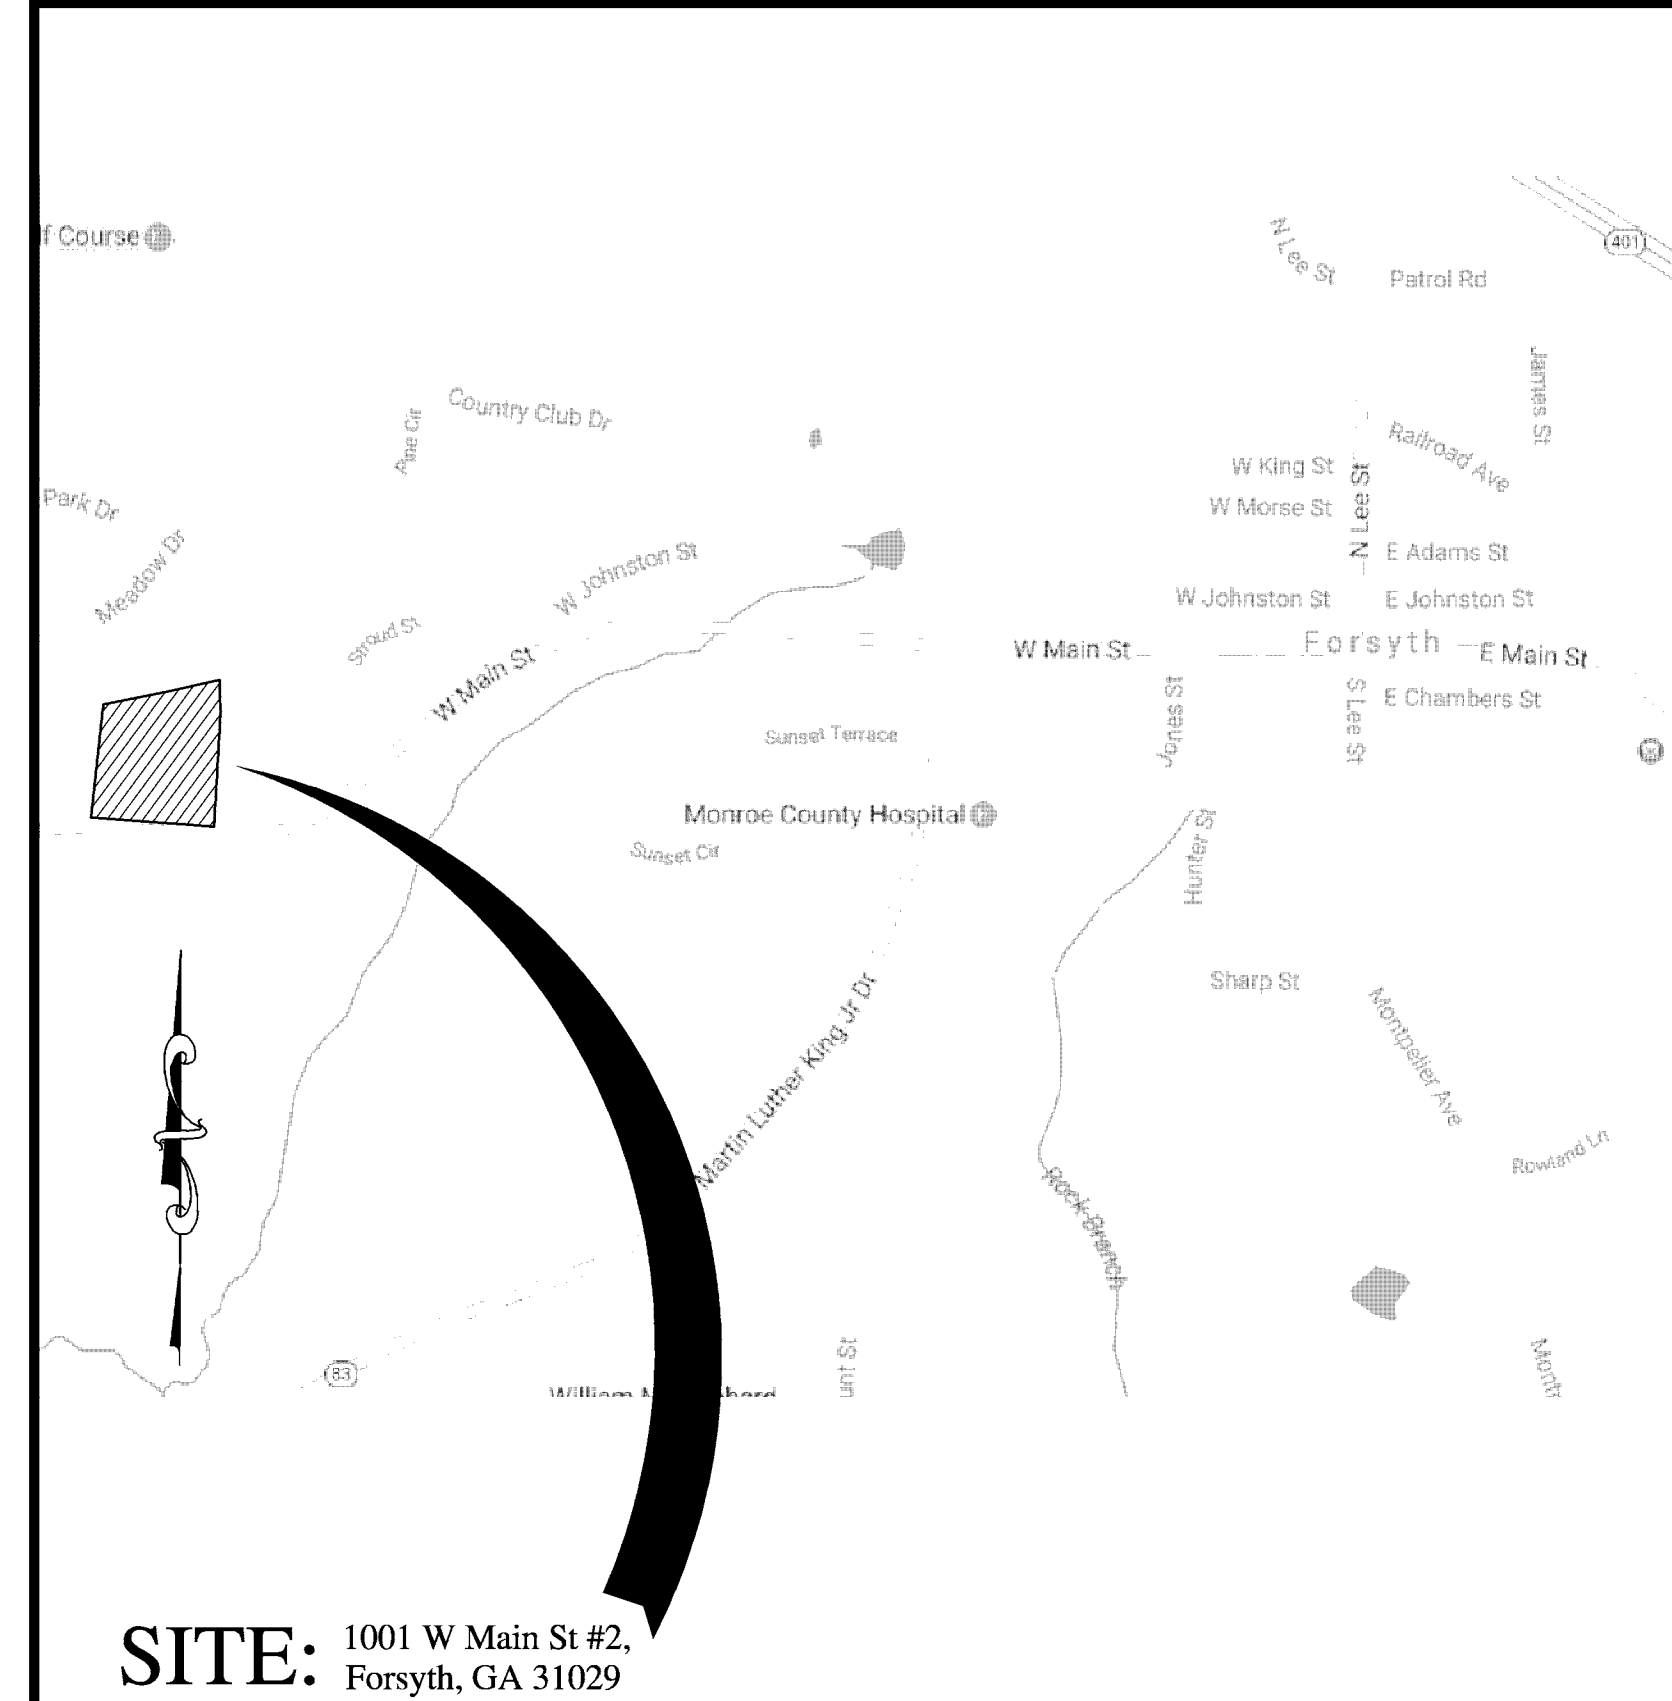 f Course
N Lee St
401
Patrol Rd
James St
Country Club Dr
Pine Cir
Railroad Ave
W King St
N Lee St
W Morse St
Park Dr
Meadow Dr
W Johnston St
E Adams St
W Johnston St
E Johnston St
Stroud St
W Main St
W Main St
Forsyth
E Main St
Jones St
S Lee St
E Chambers St
Sunset Terrace
Monroe County Hospital
Sunset Cir
Hunter St
Sharp St
Martin Luther King Jr Dr
Montpelier Ave
Rowland Ln
Rock Branch
83
unt St
Mont
SITE: 1001 W Main St #2,
Forsyth, GA 31029